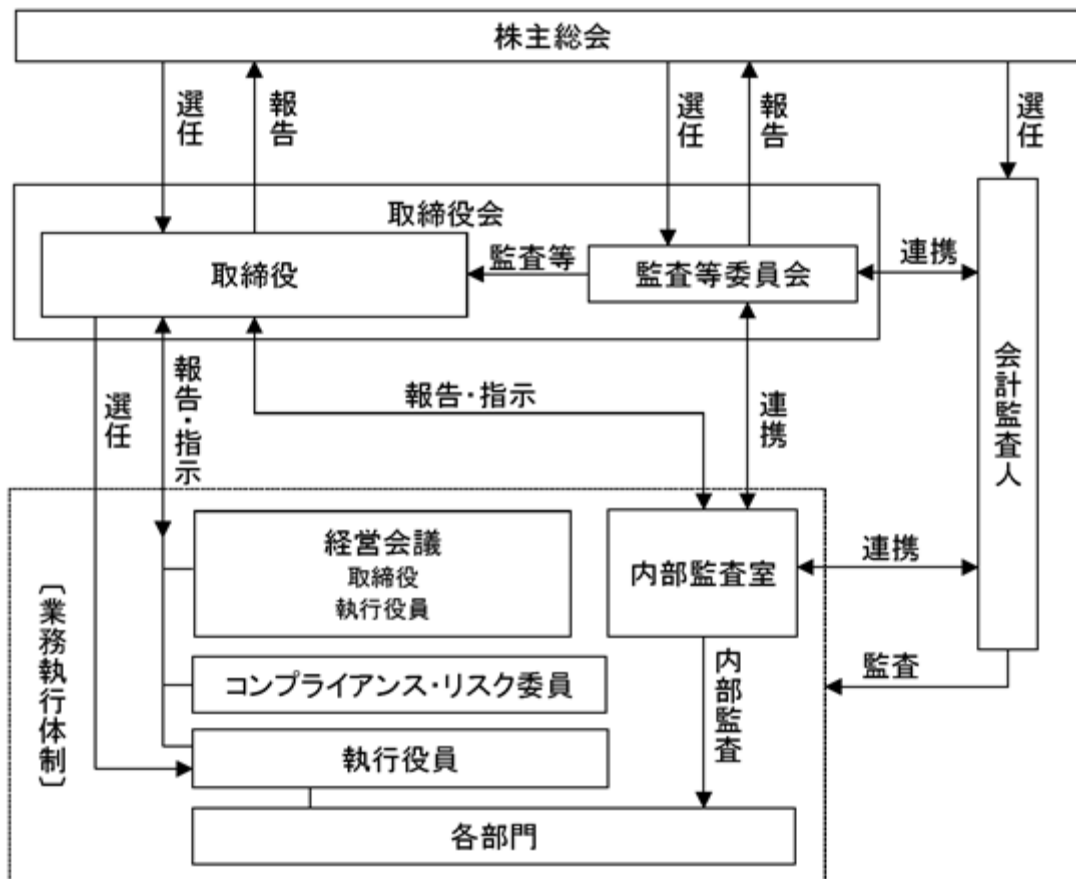 株主総会
選任
報告
選任
報告
選任
取締役会
取締役
監査等
監査等委員会
連携
会計監査人
選任
報告・指示
報告・指示
連携
〔業務執行体制〕
経営会議
取締役
執行役員
内部監査室
連携
コンプライアンス・リスク委員
内部監査
監査
執行役員
各部門